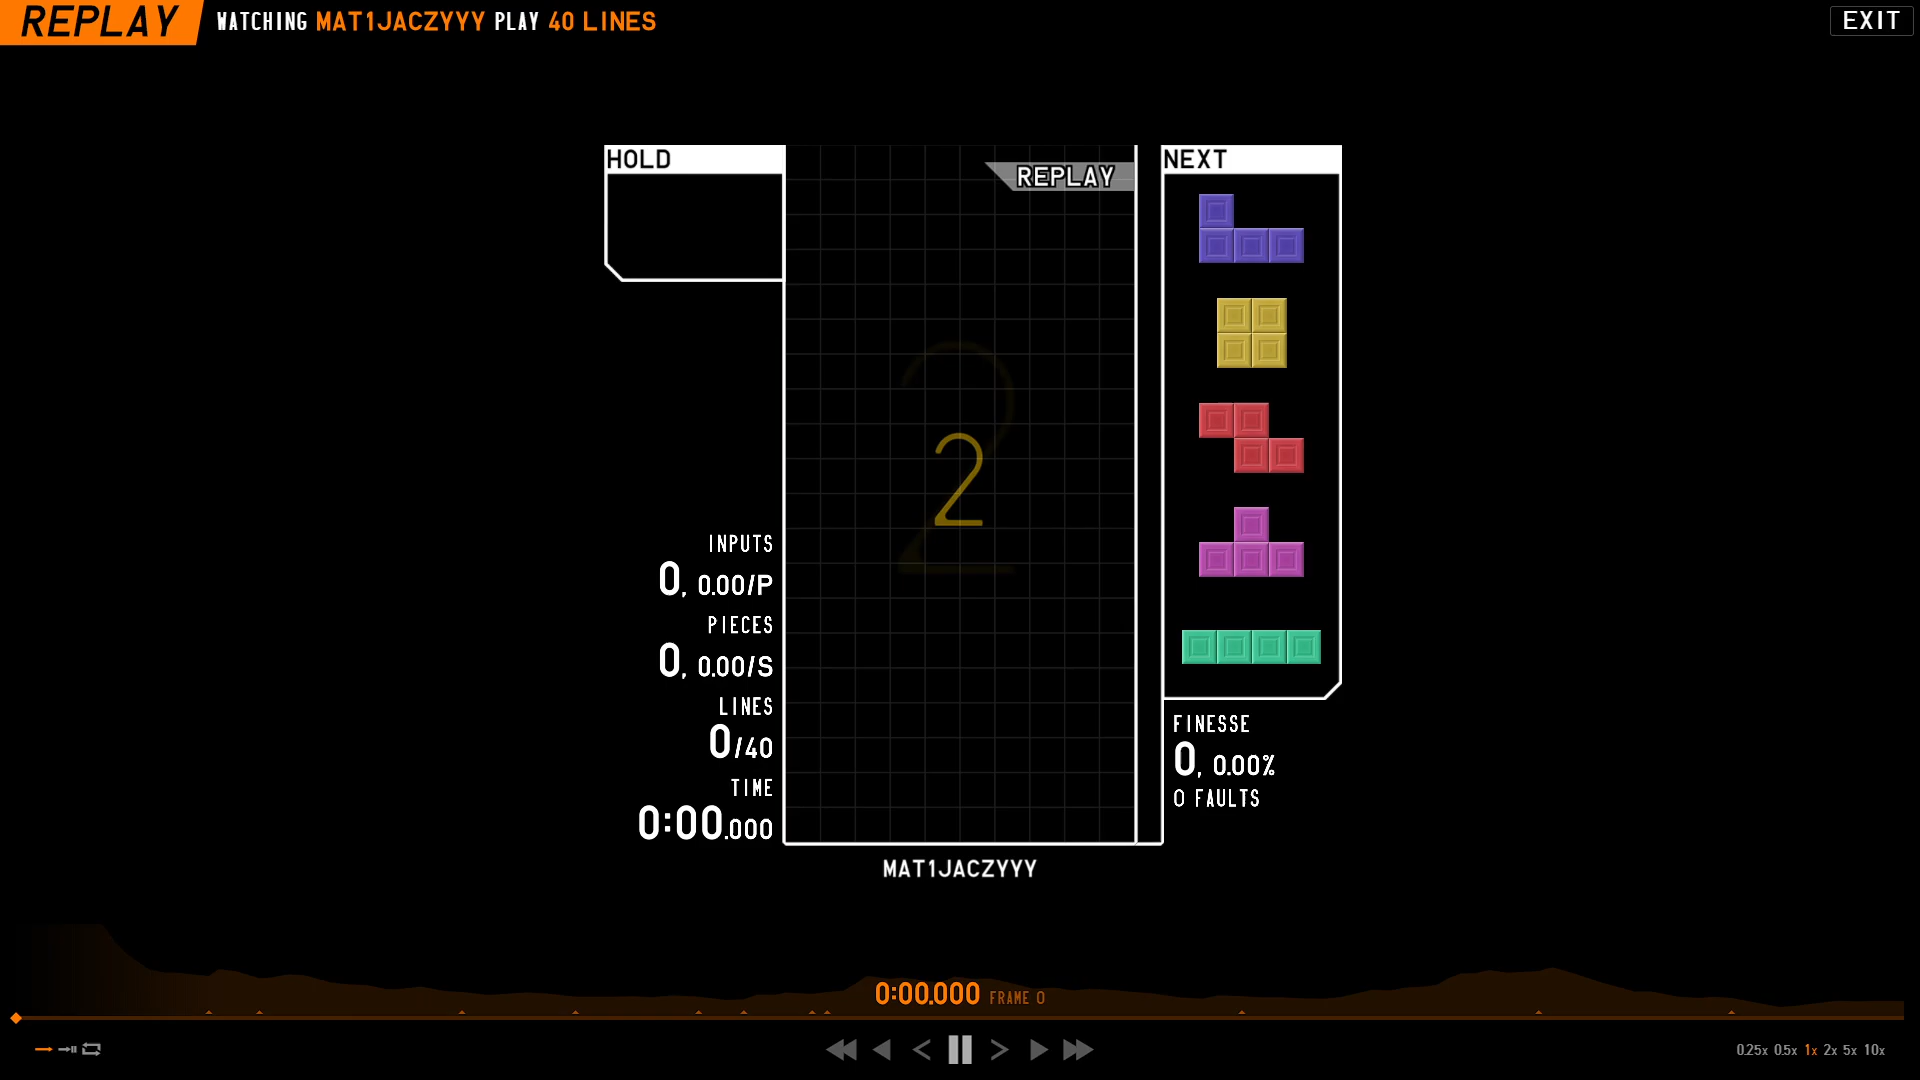 REPLAY WATCHING MAT1JACZYYY PLAY 40 LINES EXIT
HOLD
REPLAY
NEXT
2
INPUTS
0, 0.00/P
PIECES
0, 0.00/S
LINES
0/40
TIME
0:00.000
FINESSE
0, 0.00%
0 FAULTS
MAT1JACZYYY
0:00.000 FRAME 0
0.25x 0.5x 1x 2x 5x 10x